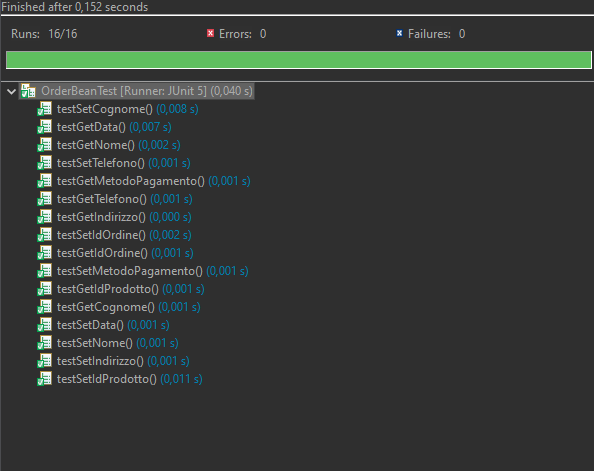 Finished after 0,152 seconds
Runs: 16/16 Errors: 0 Failures: 0
OrderBeanTest [Runner: JUnit 5] (0,040 s)
testSetCognome() (0,008 s)
testGetData() (0,007 s)
testGetNome() (0,002 s)
testSetTelefono() (0,001 s)
testGetMetodoPagamento() (0,001 s)
testGetTelefono() (0,001 s)
testGetIndirizzo() (0,000 s)
testSetIdOrdine() (0,002 s)
testGetIdOrdine() (0,001 s)
testSetMetodoPagamento() (0,001 s)
testGetIdProdotto() (0,001 s)
testGetCognome() (0,001 s)
testSetData() (0,001 s)
testSetNome() (0,001 s)
testSetIndirizzo() (0,001 s)
testSetIdProdotto() (0,011 s)